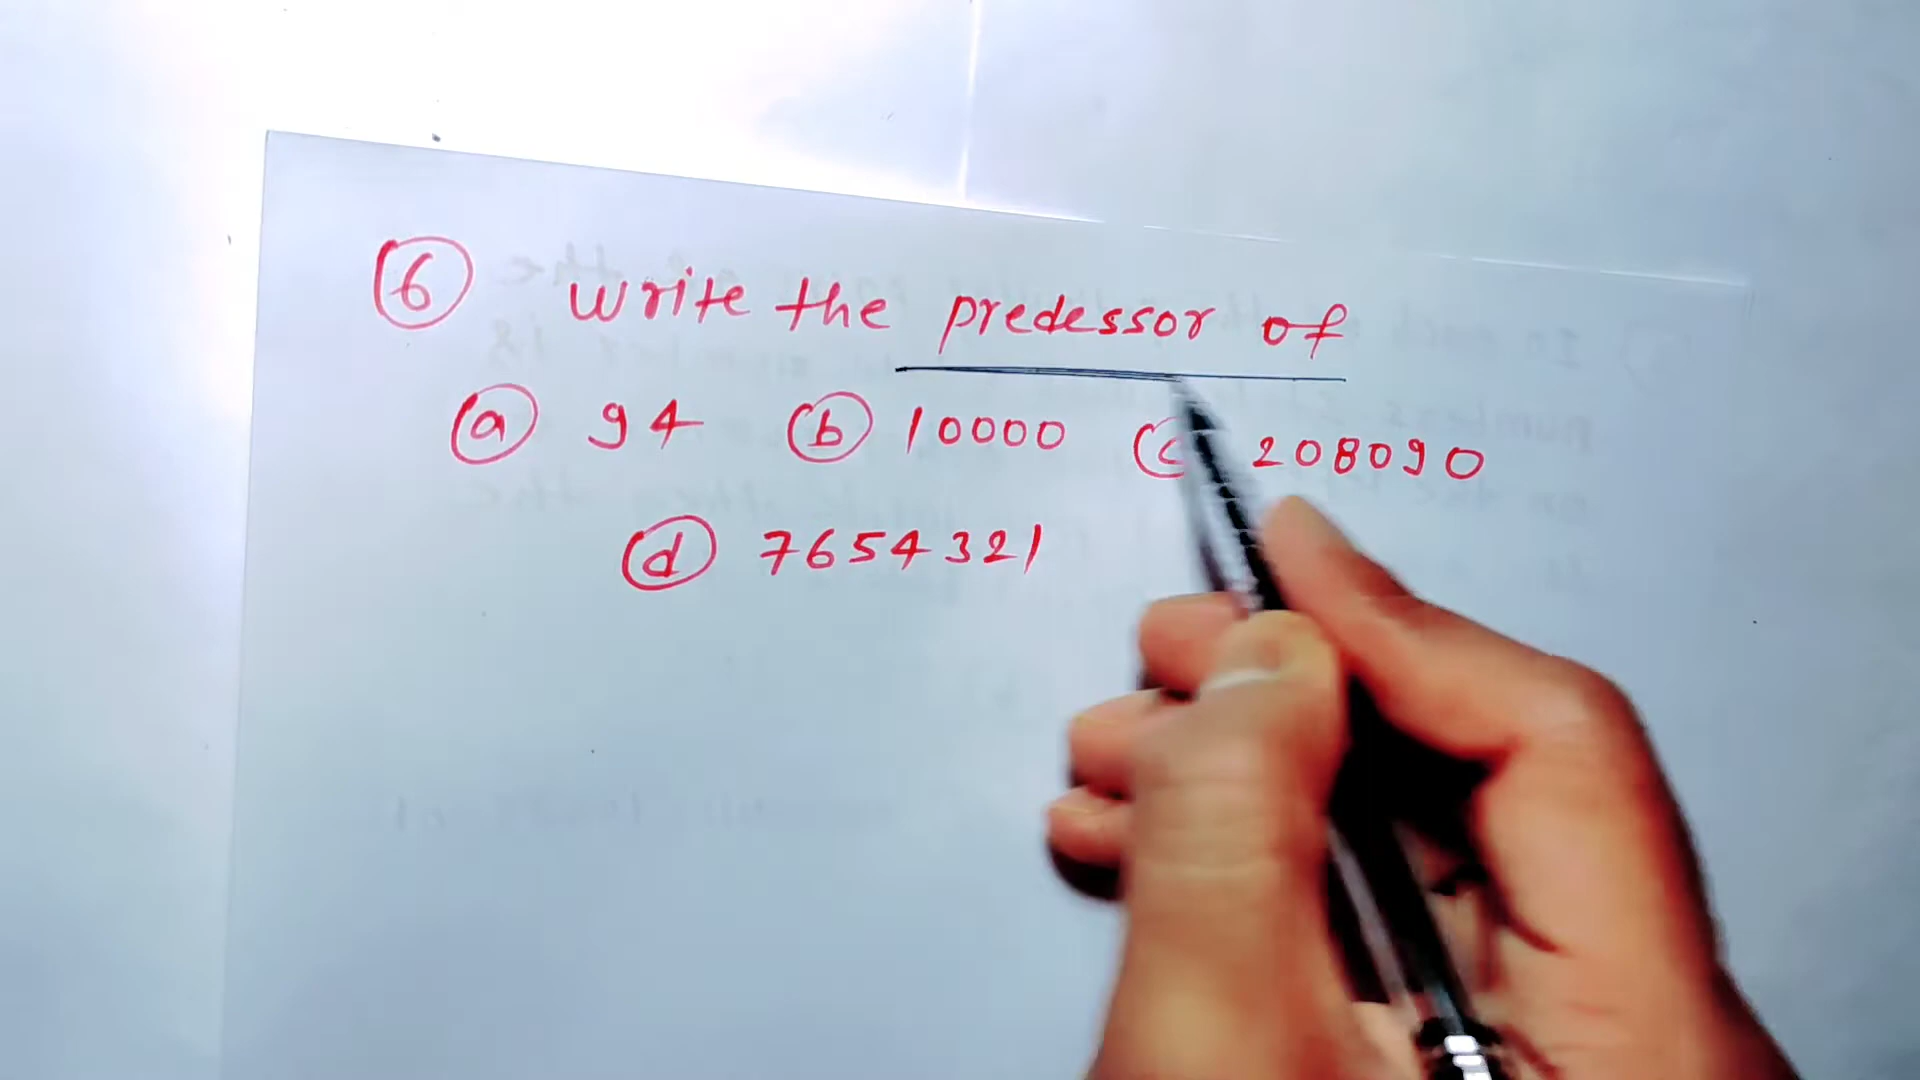 6 Write the predessor of
a 94 b 10000 c 208090
d 7654321